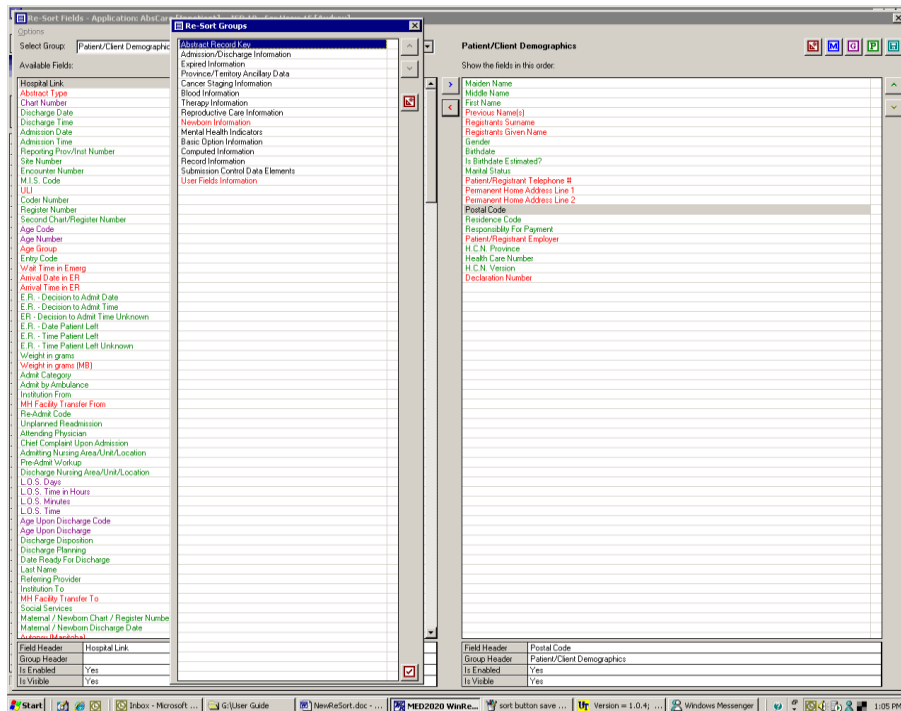 Re-Sort Fields - Application: AbsCar
Options
Select Group:
Patient/Client Demographic
Available Fields:
Hospital Link
Abstract Type
Chart Number
Discharge Date
Discharge Time
Admission Date
Admission Time
Reporting Prov/Inst Number
Site Number
Encounter Number
M.I.S. Code
ULI
Coder Number
Register Number
Second Chart/Register Number
Age Code
Age Number
Age Group
Entry Code
Wait Time in Emerg
Arrival Date in ER
Arrival Time in ER
E.R. - Decision to Admit Date
E.R. - Decision to Admit Time
ER - Decision to Admit Time Unknown
E.R. - Date Patient Left
E.R. - Time Patient Left
E.R. - Time Patient Left Unknown
Weight in grams
Weight in grams (MB)
Admit Category
Admit by Ambulance
Institution From
MH Facility Transfer From
Re-Admit Code
Unplanned Readmission
Attending Physician
Chief Complaint Upon Admission
Admitting Nursing Area/Unit/Location
Pre-Admit Workup
Discharge Nursing Area/Unit/Location
L.O.S. Days
L.O.S. Time in Hours
L.O.S. Minutes
L.O.S. Time
Age Upon Discharge Code
Age Upon Discharge
Discharge Disposition
Discharge Planning
Date Ready For Discharge
Last Name
Referring Provider
Institution To
MH Facility Transfer To
Social Services
Maternal / Newborn Chart / Register Numbe
Maternal / Newborn Discharge Date
Autopsy (Manitoba)
Field Header
Hospital Link
Group Header
Is Enabled
Yes
Is Visible
Yes
Re-Sort Groups
Abstract Record Key
Admission/Discharge Information
Expired Information
Province/Territory Ancillary Data
Cancer Staging Information
Blood Information
Therapy Information
Reproductive Care Information
Newborn Information
Mental Health Indicators
Basic Option Information
Computed Information
Record Information
Submission Control Data Elements
User Fields Information
Patient/Client Demographics
M
G
P
Show the fields in this order:
Maiden Name
Middle Name
First Name
Previous Name(s)
Registrants Surname
Registrants Given Name
Gender
Birthdate
Is Birthdate Estimated?
Marital Status
Patient/Registrant Telephone #
Permanent Home Address Line 1
Permanent Home Address Line 2
Postal Code
Residence Code
Responsiblity For Payment
Patient/Registrant Employer
H.C.N. Province
Health Care Number
H.C.N. Version
Declaration Number
Field Header
Postal Code
Group Header
Patient/Client Demographics
Is Enabled
Yes
Is Visible
Yes
Start
Inbox - Microsoft ...
G:\User Guide
NewReSort.doc - ...
MED2020 WinRe...
sort button save ...
Version = 1.0.4; ...
Windows Messenger
1:05 PM